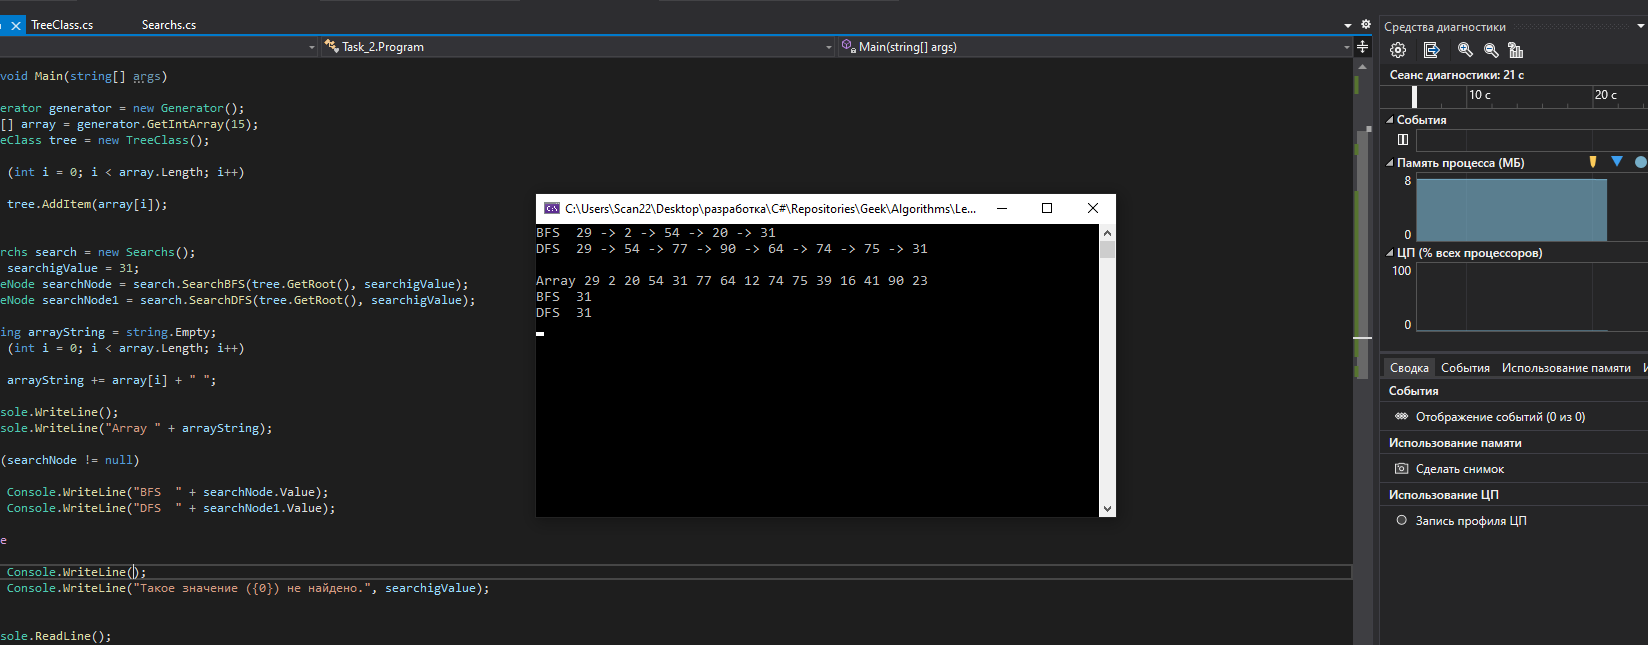 TreeClass.cs Searchs.cs
Task_2.Program Main(string[] args)
void Main(string[] args)
erator generator = new Generator();
[] array = generator.GetIntArray(15);
eClass tree = new TreeClass();
(int i = 0; i < array.Length; i++)
tree.AddItem(array[i]);
rchs search = new Searchs();
searchigValue = 31;
eNode searchNode = search.SearchBFS(tree.GetRoot(), searchigValue);
eNode searchNode1 = search.SearchDFS(tree.GetRoot(), searchigValue);
ing arrayString = string.Empty;
(int i = 0; i < array.Length; i++)
arrayString += array[i] + " ";
sole.WriteLine();
sole.WriteLine("Array " + arrayString);
(searchNode != null)
Console.WriteLine("BFS  " + searchNode.Value);
Console.WriteLine("DFS  " + searchNode1.Value);
e
Console.WriteLine();
Console.WriteLine("Такое значение ({0}) не найдено.", searchigValue);
sole.ReadLine();
C:\Users\Scan22\Desktop\разработка\C#\Repositories\Geek\Algorithms\Le...
BFS  29 -> 2 -> 54 -> 20 -> 31
DFS  29 -> 54 -> 77 -> 90 -> 64 -> 74 -> 75 -> 31
Array 29 2 20 54 31 77 64 12 74 75 39 16 41 90 23
BFS  31
DFS  31
Средства диагностики
Сеанс диагностики: 21 с
10 с 20 с
События
Память процесса (МБ)
8
0
ЦП (% всех процессоров)
100
0
Сводка События Использование памяти
События
Отображение событий (0 из 0)
Использование памяти
Сделать снимок
Использование ЦП
Запись профиля ЦП